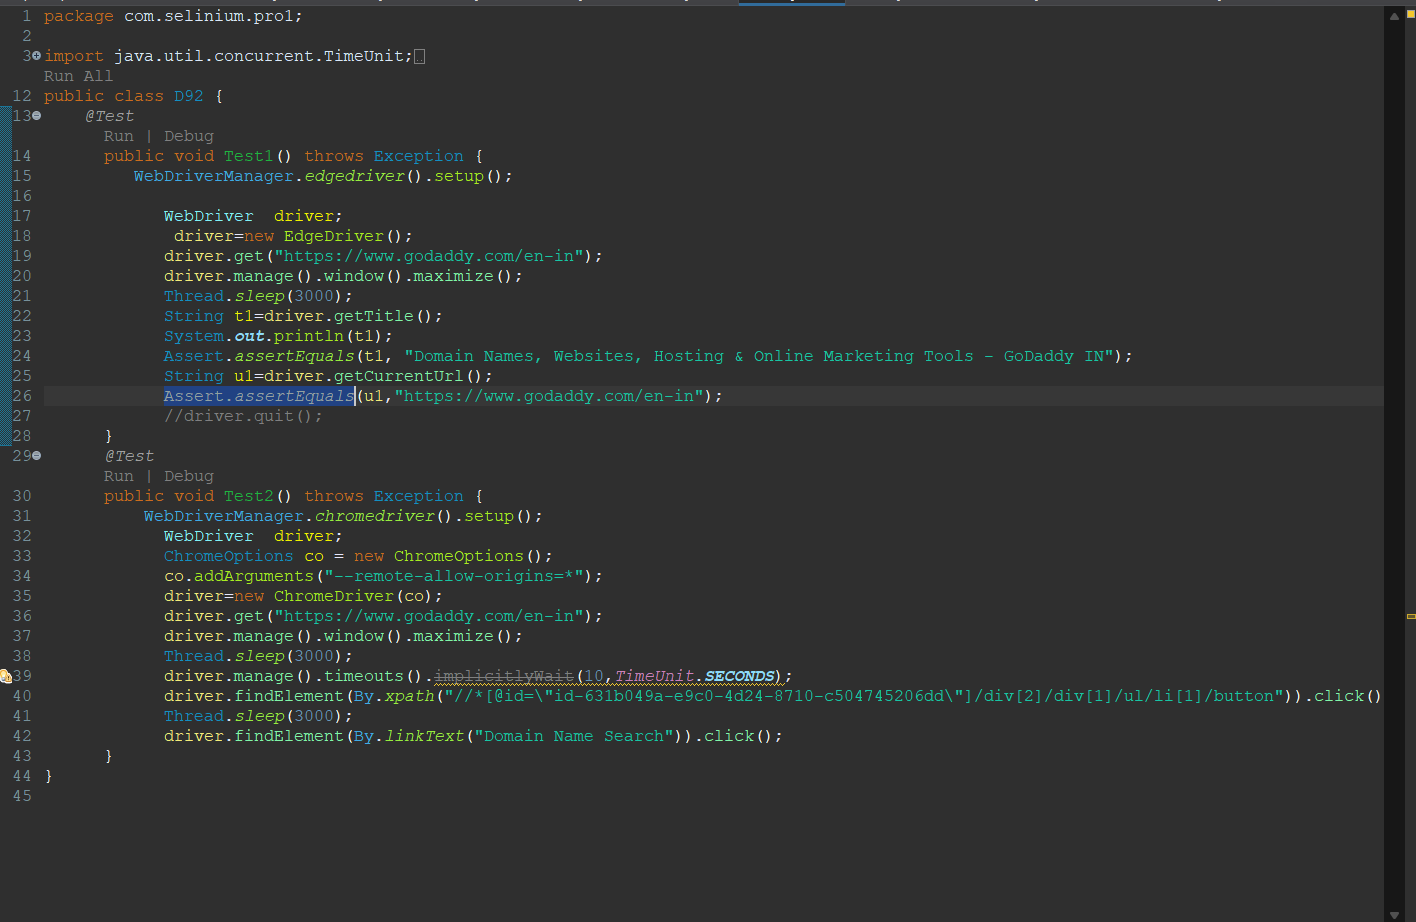 1 package com.selinium.pro1;
2
3 import java.util.concurrent.TimeUnit;
Run All
12 public class D92 {
13 @Test
Run | Debug
14 public void Test1() throws Exception {
15 WebDriverManager.edgedriver().setup();
16
17 WebDriver  driver;
18 driver=new EdgeDriver();
19 driver.get("https://www.godaddy.com/en-in");
20 driver.manage().window().maximize();
21 Thread.sleep(3000);
22 String t1=driver.getTitle();
23 System.out.println(t1);
24 Assert.assertEquals(t1, "Domain Names, Websites, Hosting & Online Marketing Tools - GoDaddy IN");
25 String u1=driver.getCurrentUrl();
26 Assert.assertEquals(u1,"https://www.godaddy.com/en-in");
27 //driver.quit();
28 }
29 @Test
Run | Debug
30 public void Test2() throws Exception {
31 WebDriverManager.chromedriver().setup();
32 WebDriver  driver;
33 ChromeOptions co = new ChromeOptions();
34 co.addArguments("--remote-allow-origins=*");
35 driver=new ChromeDriver(co);
36 driver.get("https://www.godaddy.com/en-in");
37 driver.manage().window().maximize();
38 Thread.sleep(3000);
39 driver.manage().timeouts().implicitlyWait(10,TimeUnit.SECONDS);
40 driver.findElement(By.xpath("//*[@id=\"id-631b049a-e9c0-4d24-8710-c504745206dd\"]/div[2]/div[1]/ul/li[1]/button")).click()
41 Thread.sleep(3000);
42 driver.findElement(By.linkText("Domain Name Search")).click();
43 }
44 }
45